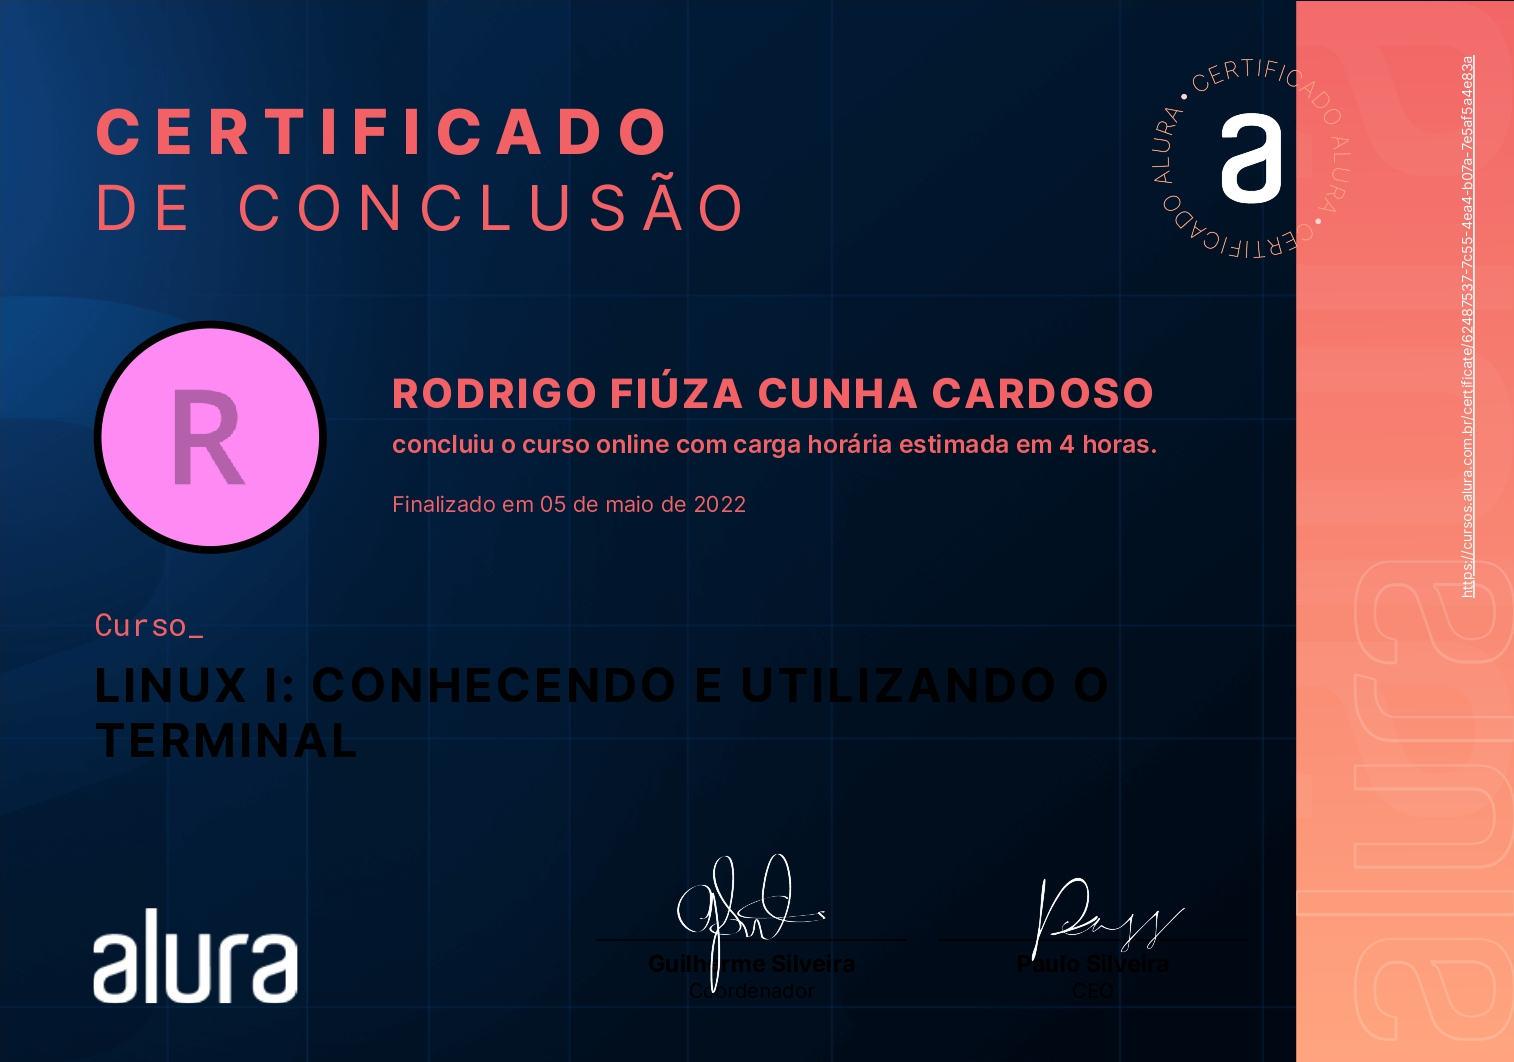 CERTIFICADO
DE CONCLUSÃO
CERTIFICADO ALURA • CERTIFICADO ALURA •
a
https://cursos.alura.com.br/certificate/62487537-7c55-4ea4-b07a-7e5af5a4e83a
R
RODRIGO FIÚZA CUNHA CARDOSO
concluiu o curso online com carga horária estimada em 4 horas.
Finalizado em 05 de maio de 2022
Curso_
LINUX I: CONHECENDO E UTILIZANDO O
TERMINAL
alura
Guilherme Silveira
Coordenador
Paulo Silveira
CEO
alura